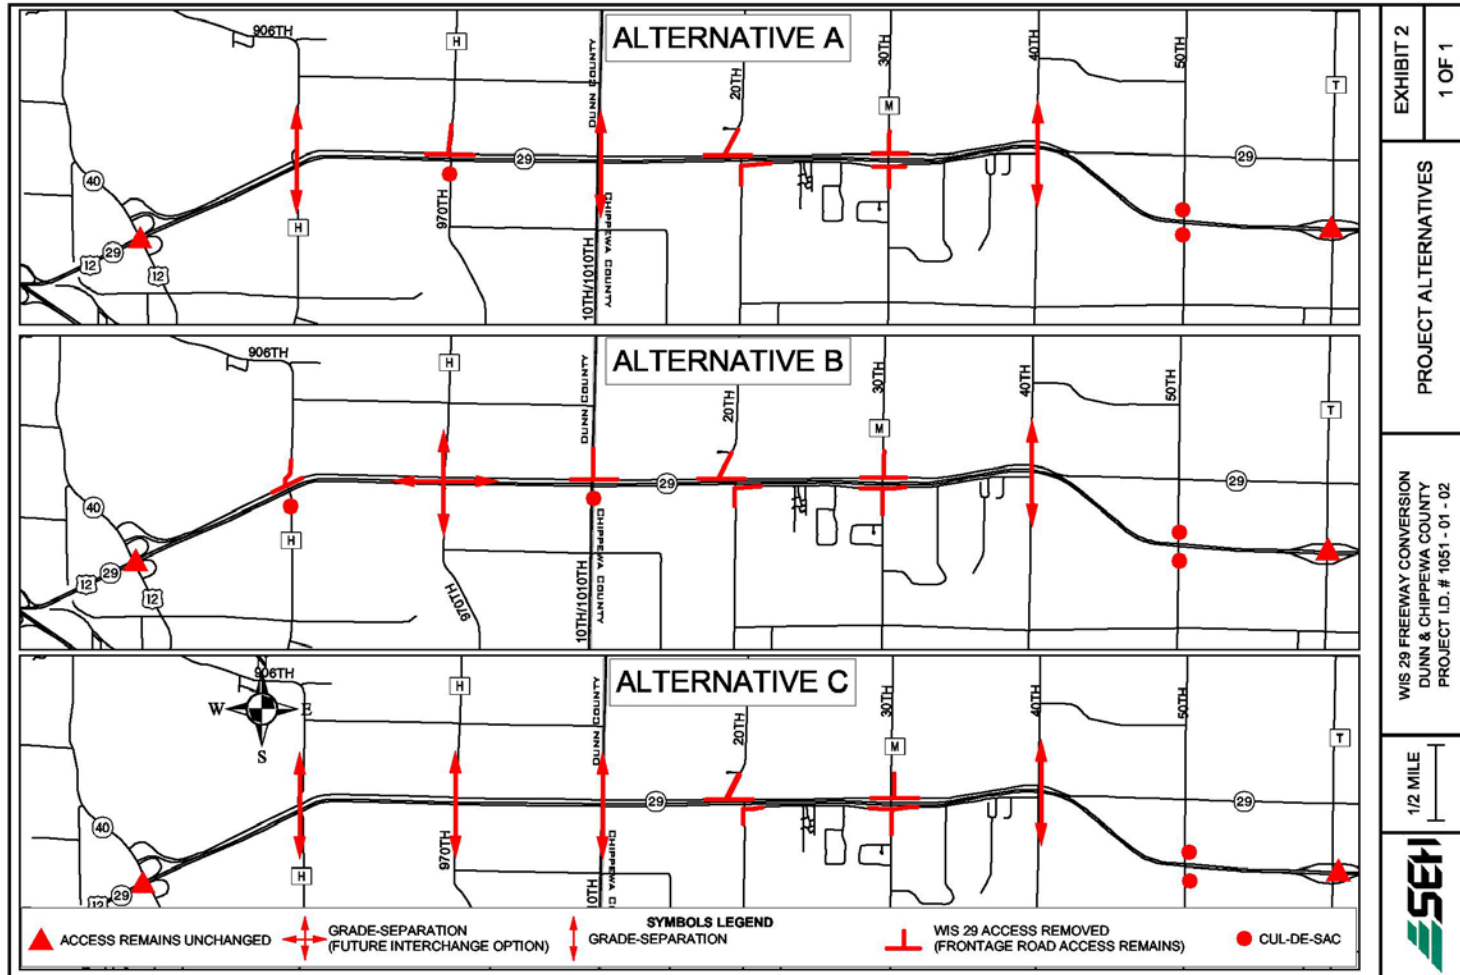 ALTERNATIVE A
906TH
H
DUNN COUNTY
20TH
30TH
M
40TH
50TH
T
29
29
40
H
970TH
10TH/1010TH
CHIPPEWA COUNTY
29
12
12
ALTERNATIVE B
906TH
H
DUNN COUNTY
20TH
30TH
M
40TH
50TH
T
29
29
40
H
970TH
10TH/1010TH
CHIPPEWA COUNTY
29
12
12
ALTERNATIVE C
N
W
E
S
906TH
H
DUNN COUNTY
20TH
30TH
M
40TH
50TH
T
29
29
40
H
970TH
CHIPPEWA COUNTY
29
12
SYMBOLS LEGEND
ACCESS REMAINS UNCHANGED
GRADE-SEPARATION
(FUTURE INTERCHANGE OPTION)
GRADE-SEPARATION
WIS 29 ACCESS REMOVED
(FRONTAGE ROAD ACCESS REMAINS)
CUL-DE-SAC
EXHIBIT 2
1 OF 1
PROJECT ALTERNATIVES
WIS 29 FREEWAY CONVERSION
DUNN & CHIPPEWA COUNTY
PROJECT I.D. # 1051 - 01 - 02
1/2 MILE
SEH